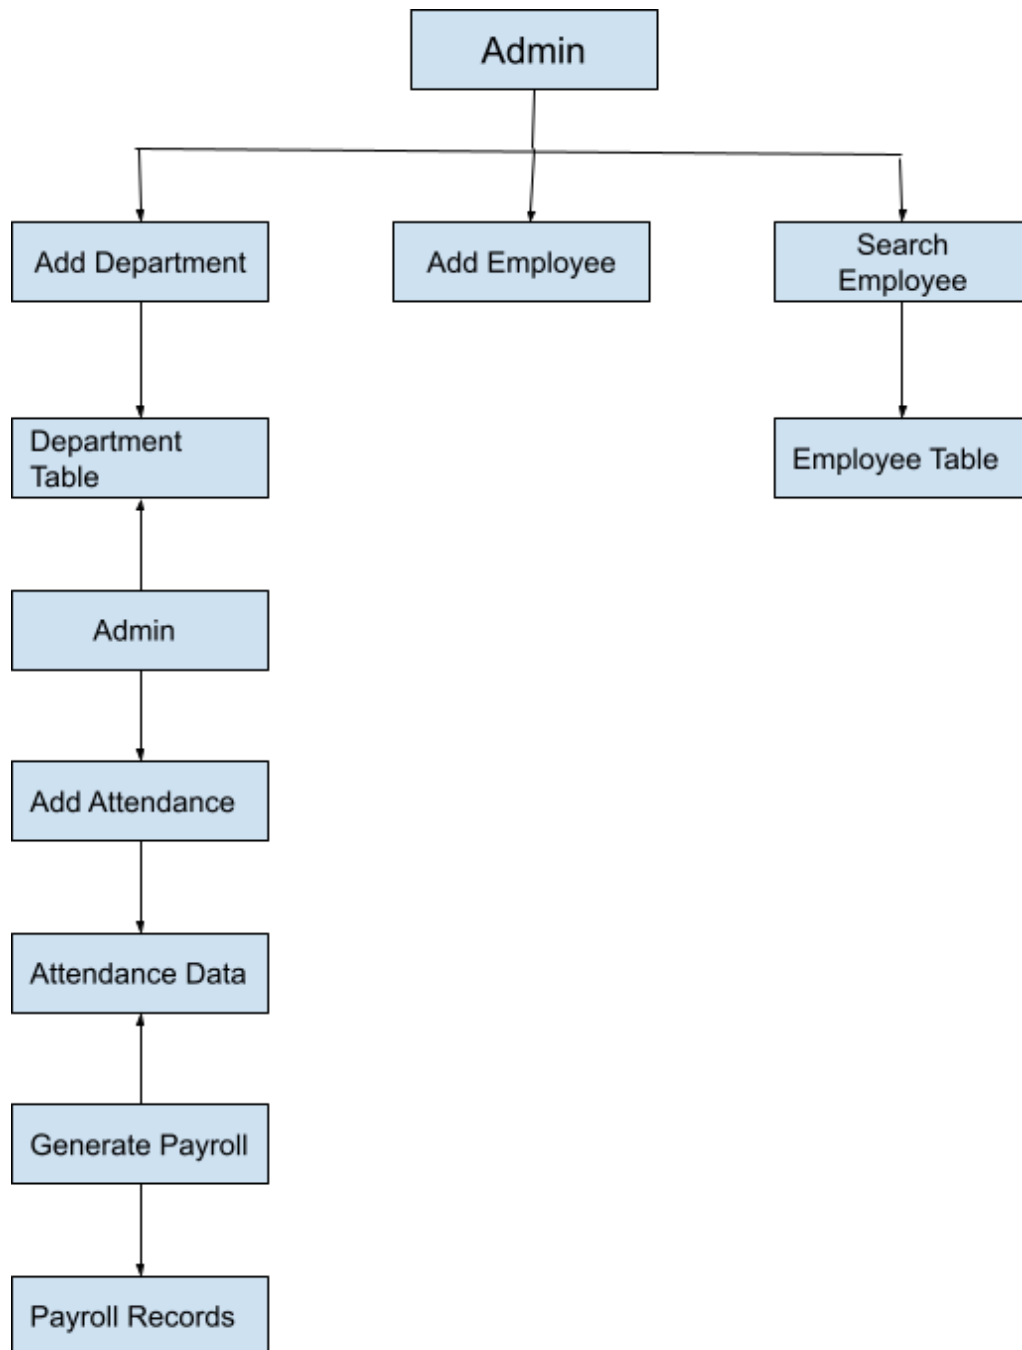 Admin
Add Department
Add Employee
Search
Employee
Department
Table
Employee Table
Admin
Add Attendance
Attendance Data
Generate Payroll
Payroll Records